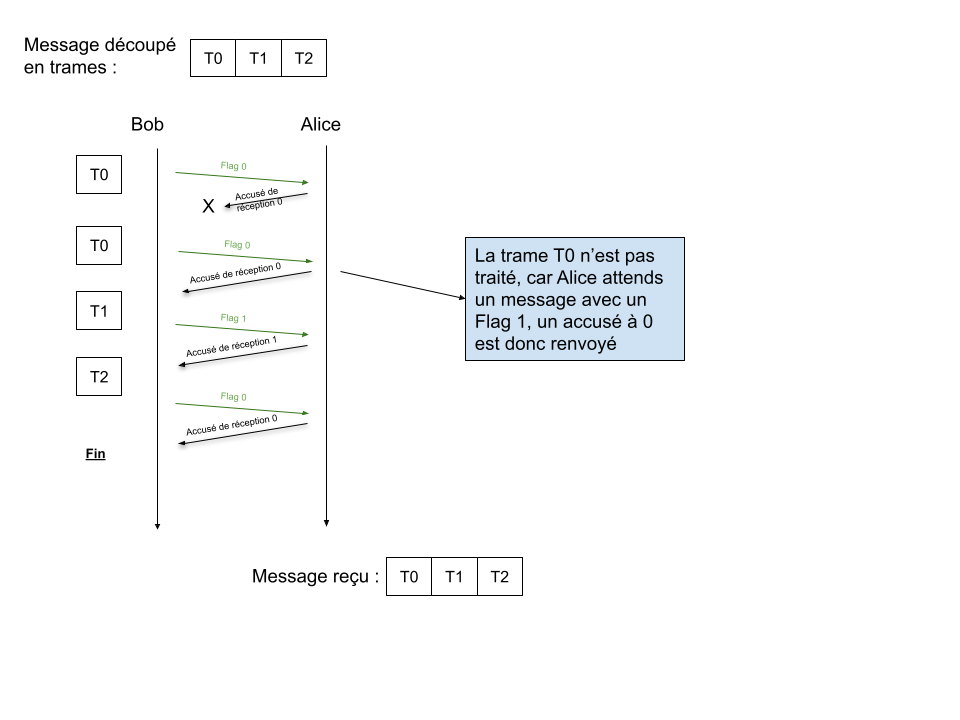 Message découpé
en trames :
T0 T1 T2
Bob Alice
T0
Flag 0
Accusé de
réception 0
X
T0
Flag 0
Accusé de réception 0
La trame T0 n’est pas
traité, car Alice attends
un message avec un
Flag 1, un accusé à 0
est donc renvoyé
T1
Flag 1
Accusé de réception 1
T2
Flag 0
Accusé de réception 0
Fin
Message reçu : T0 T1 T2